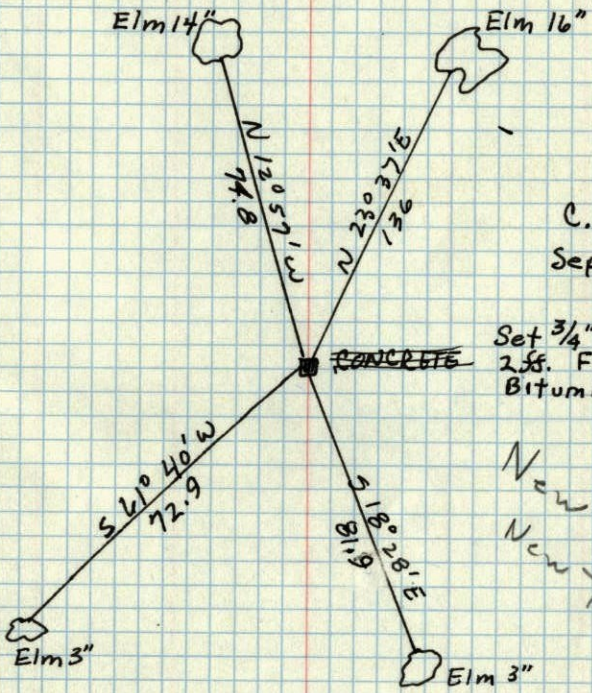 Elm 14"
Elm 16"
N 12° 57' W
74.8
N 23° 37' E
136
C.
Sep
CONCRETE
Set 3/4"
2 ff. F
Bitum.
S 61° 40' W
72.9
S 18° 28' E
81.9
New
New
Elm 3"
Elm 3"